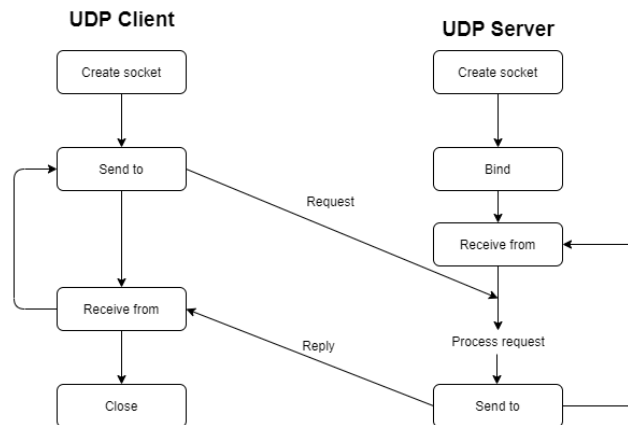 UDP Client
UDP Server
Create socket
Create socket
Send to
Bind
Request
Receive from
Receive from
Process request
Reply
Close
Send to